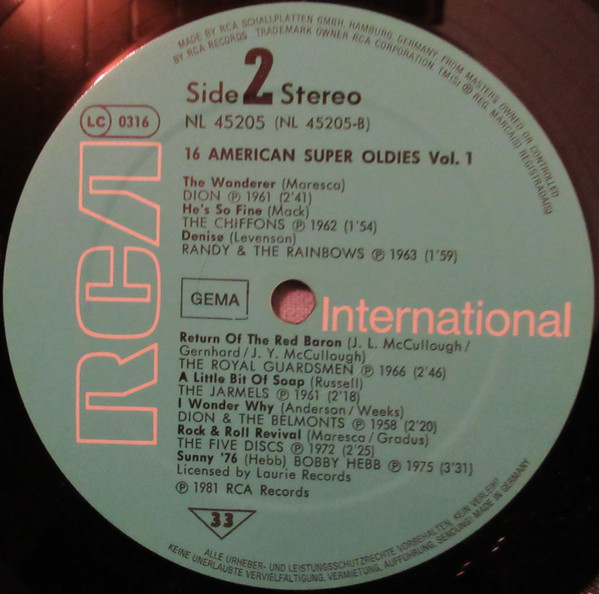 MADE BY RCA SCHALLPLATTEN GMBH, HAMBURG, GERMANY, FROM MASTERS OWNED OR CONTROLLED
BY RCA RECORDS TRADEMARK OWNER RCA CORPORATION. TM(S) ® REG. MARCA(S) REGISTRADA(S)
Side 2 Stereo
LC 0316
NL 45205 (NL 45205-B)
16 AMERICAN SUPER OLDIES Vol. 1
The Wanderer (Maresca)
DION ℗ 1961 (2'41)
He's So Fine (Mack)
THE CHIFFONS ℗ 1962 (1'54)
Denise (Levenson)
RANDY & THE RAINBOWS ℗ 1963 (1'59)
RCA
GEMA
International
Return Of The Red Baron (J. L. McCullough/
Gernhard/J. Y. McCullough)
THE ROYAL GUARDSMEN ℗ 1966 (2'46)
A Little Bit Of Soap (Russell)
THE JARMELS ℗ 1961 (2'18)
I Wonder Why (Anderson/Weeks)
DION & THE BELMONTS ℗ 1958 (2'20)
Rock & Roll Revival (Maresca/Gradus)
THE FIVE DISCS ℗ 1972 (2'25)
Sunny '76 (Hebb) BOBBY HEBB ℗ 1975 (3'31)
Licensed by Laurie Records
℗ 1981 RCA Records
33
ALLE URHEBER- UND LEISTUNGSSCHUTZRECHTE VORBEHALTEN. KEIN VERLEIH!
KEINE UNERLAUBTE VERVIELFÄLTIGUNG, VERMIETUNG, AUFFÜHRUNG, SENDUNG! MADE IN GERMANY